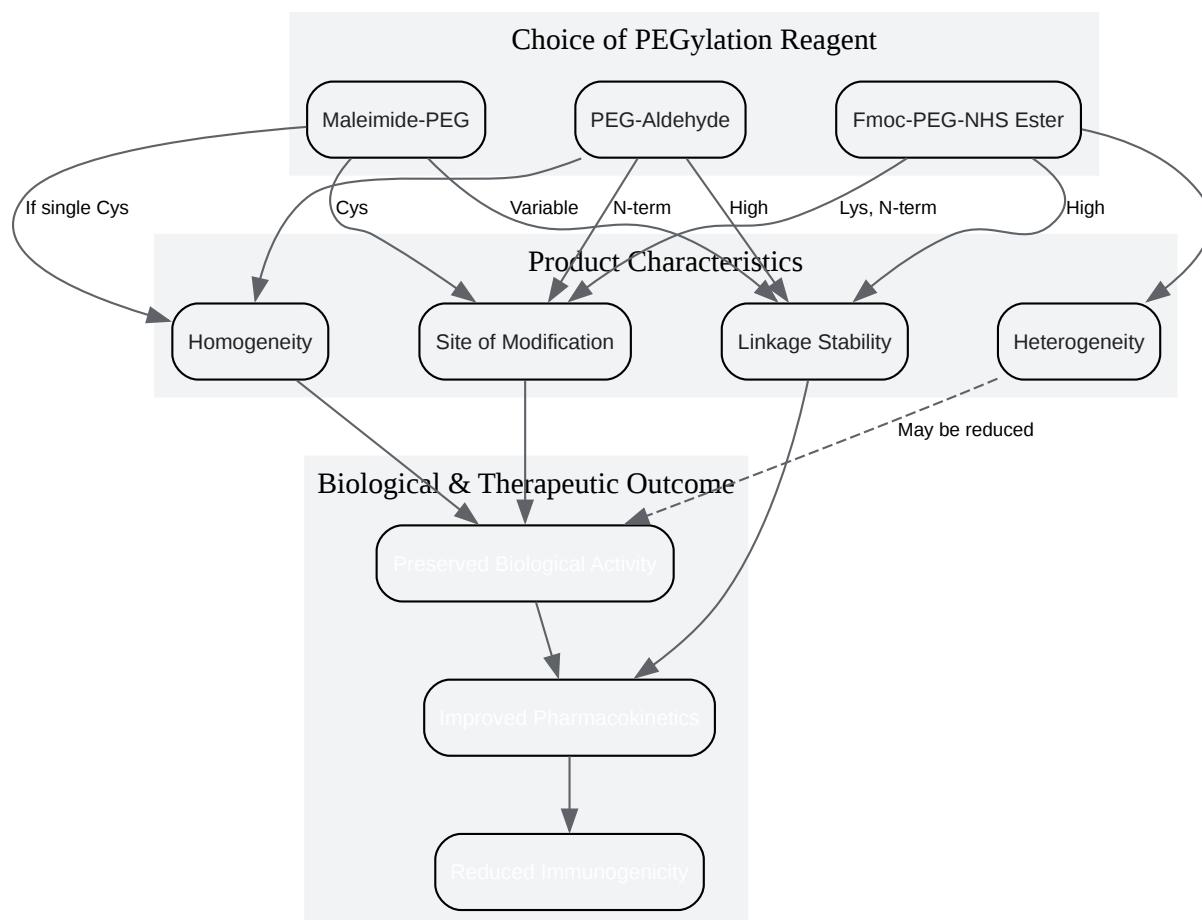 Choice of PEGylation Reagent
Maleimide-PEG
PEG-Aldehyde
Fmoc-PEG-NHS Ester
If single Cys
Cys
Variable
N-term
High
Lys, N-term
High
Product Characteristics
Homogeneity
Site of Modification
Linkage Stability
Heterogeneity
May be reduced
Biological & Therapeutic Outcome
Preserved Biological Activity
Improved Pharmacokinetics
Reduced Immunogenicity